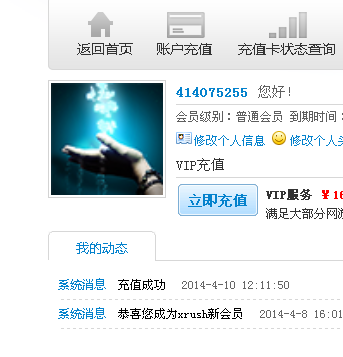 返回首页 账户充值 充值卡状态查询
414075255 您好!
会员级别：普通会员 到期时间
修改个人信息 修改个人
VIP充值
立即充值 VIP服务 ¥16
满足大部分网游
我的动态
系统消息 充值成功 2014-4-10 12:11:50
系统消息 恭喜您成为xrush新会员 2014-4-8 16:01